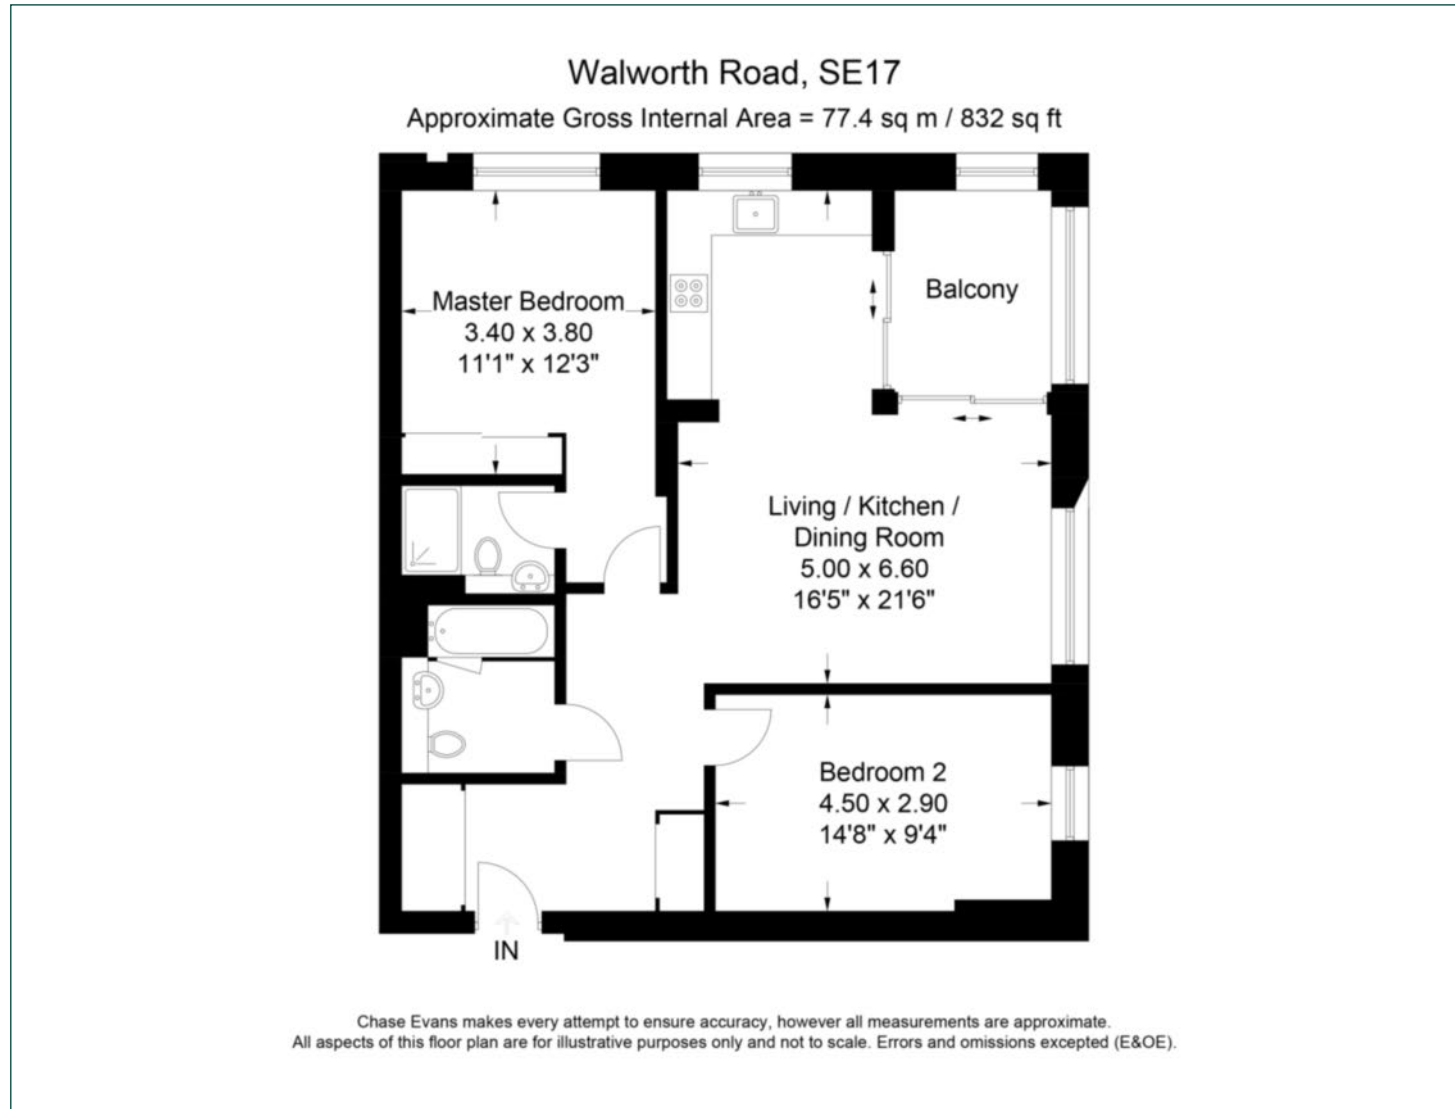 Walworth Road, SE17
Approximate Gross Internal Area = 77.4 sq m / 832 sq ft
Master Bedroom
3.40 x 3.80
11'1" x 12'3"
Balcony
Living / Kitchen /
Dining Room
5.00 x 6.60
16'5" x 21'6"
Bedroom 2
4.50 x 2.90
14'8" x 9'4"
IN
Chase Evans makes every attempt to ensure accuracy, however all measurements are approximate.
All aspects of this floor plan are for illustrative purposes only and not to scale. Errors and omissions excepted (E&OE).